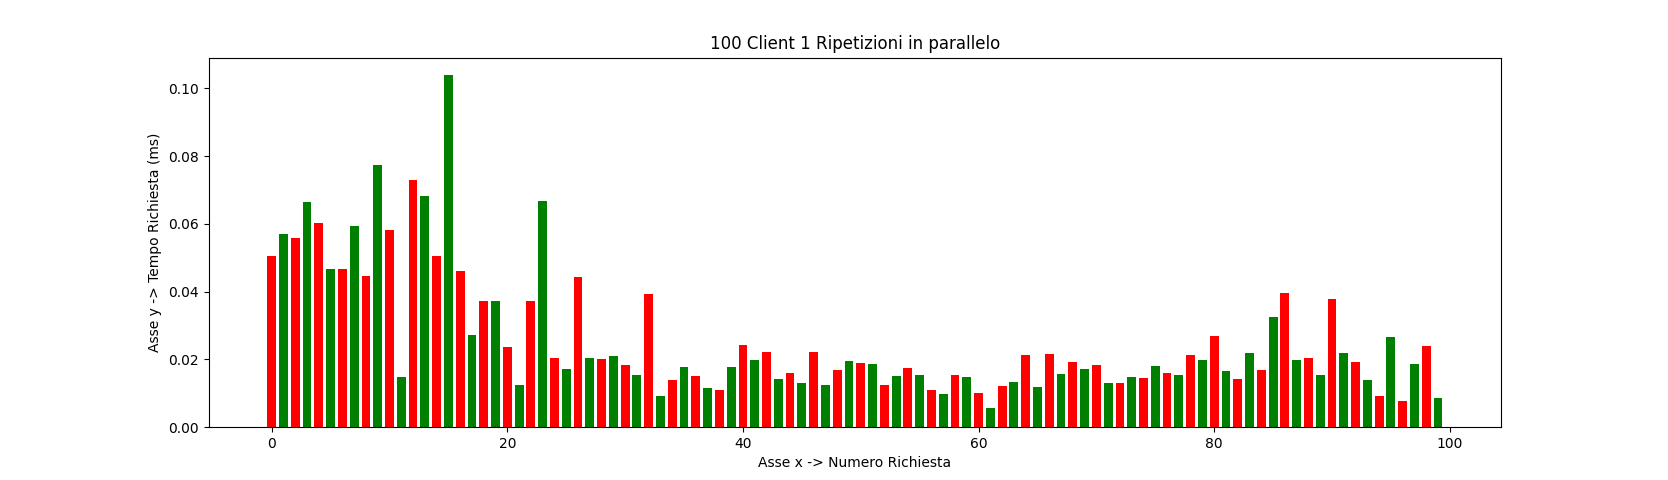 100 Client 1 Ripetizioni in parallelo
Asse y -> Tempo Richiesta (ms)
0.10
0.08
0.06
0.04
0.02
0.00
0 20 40 60 80 100
Asse x -> Numero Richiesta